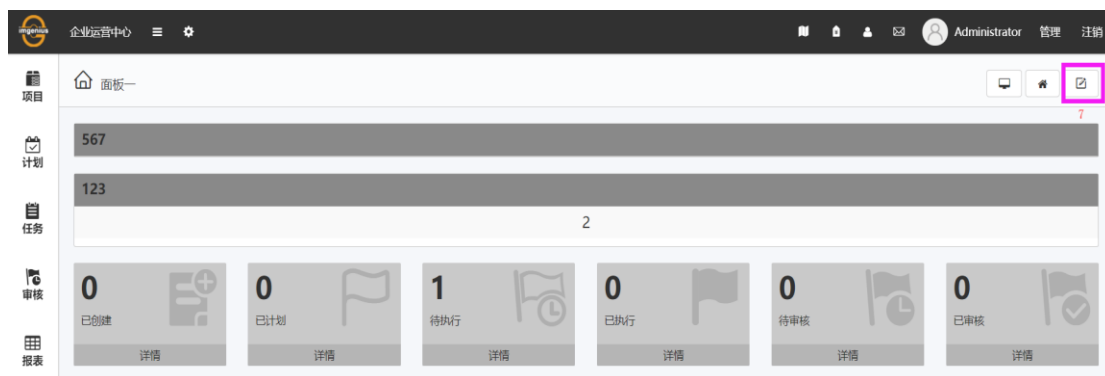 imgenius 企业运营中心 Administrator 管理 注销
项目
面板一
7
计划
567
123
2
任务
审核
0 0 1 0 0 0
已创建 已计划 待执行 已执行 待审核 已审核
详情 详情 详情 详情 详情 详情
报表